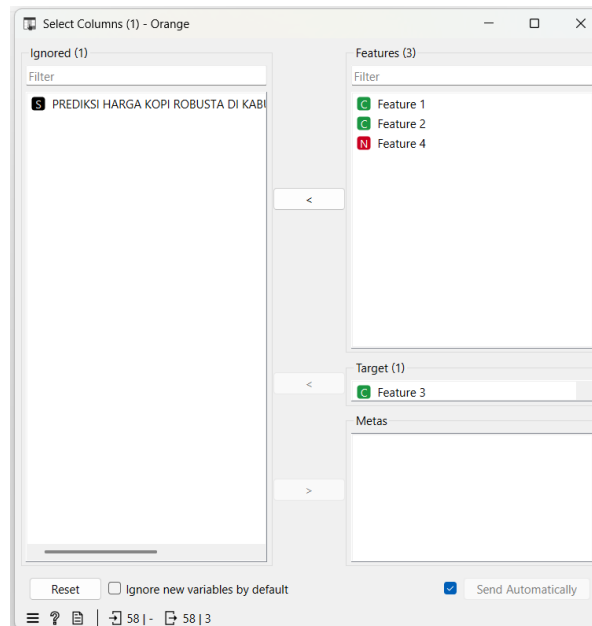 Select Columns (1) - Orange
Ignored (1)
Filter
S PREDIKSI HARGA KOPI ROBUSTA DI KABU
Features (3)
Filter
C Feature 1
C Feature 2
N Feature 4
<
Target (1)
<
C Feature 3
Metas
>
Reset
Ignore new variables by default
Send Automatically
? 58 | - 58 | 3